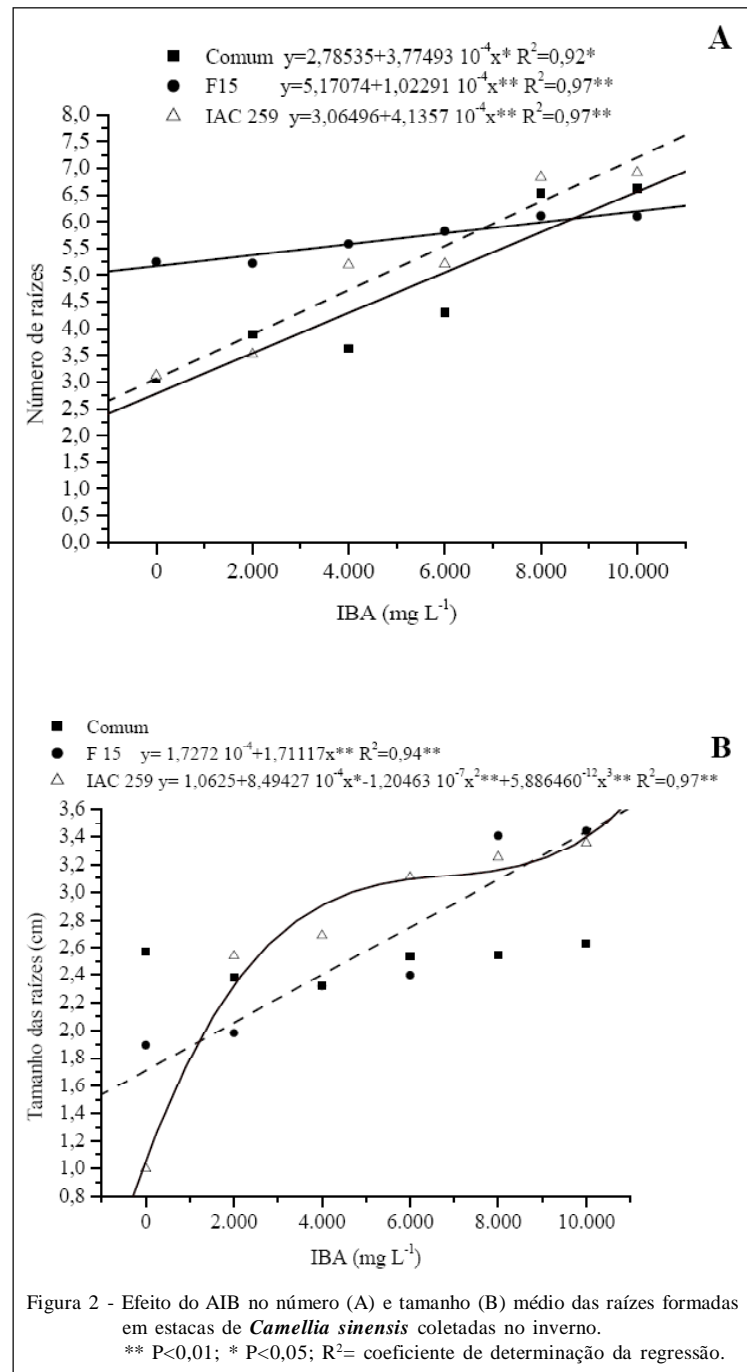 A
Comum y=2,78535+3,77493 10⁻⁴x* R²=0,92*
F15 y=5,17074+1,02291 10⁻⁴x** R²=0,97**
IAC 259 y=3,06496+4,1357 10⁻⁴x** R²=0,97**
8,0
7,5
7,0
6,5
6,0
5,5
5,0
4,5
4,0
3,5
3,0
2,5
2,0
1,5
1,0
0,5
0,0
Número de raízes
0 2.000 4.000 6.000 8.000 10.000
IBA (mg L⁻¹)
Comum
B
F 15 y= 1,7272 10⁻⁴+1,71117x** R²=0,94**
IAC 259 y= 1,0625+8,49427 10⁻⁴x*-1,20463 10⁻⁷x²**+5,886460⁻¹²x³** R²=0,97**
3,6
3,4
3,2
3,0
2,8
2,6
2,4
2,2
2,0
1,8
1,6
1,4
1,2
1,0
0,8
Tamanho das raízes (cm)
0 2.000 4.000 6.000 8.000 10.000
IBA (mg L⁻¹)
Figura 2 - Efeito do AIB no número (A) e tamanho (B) médio das raízes formadas
em estacas de Camellia sinensis coletadas no inverno.
** P<0,01; * P<0,05; R²= coeficiente de determinação da regressão.